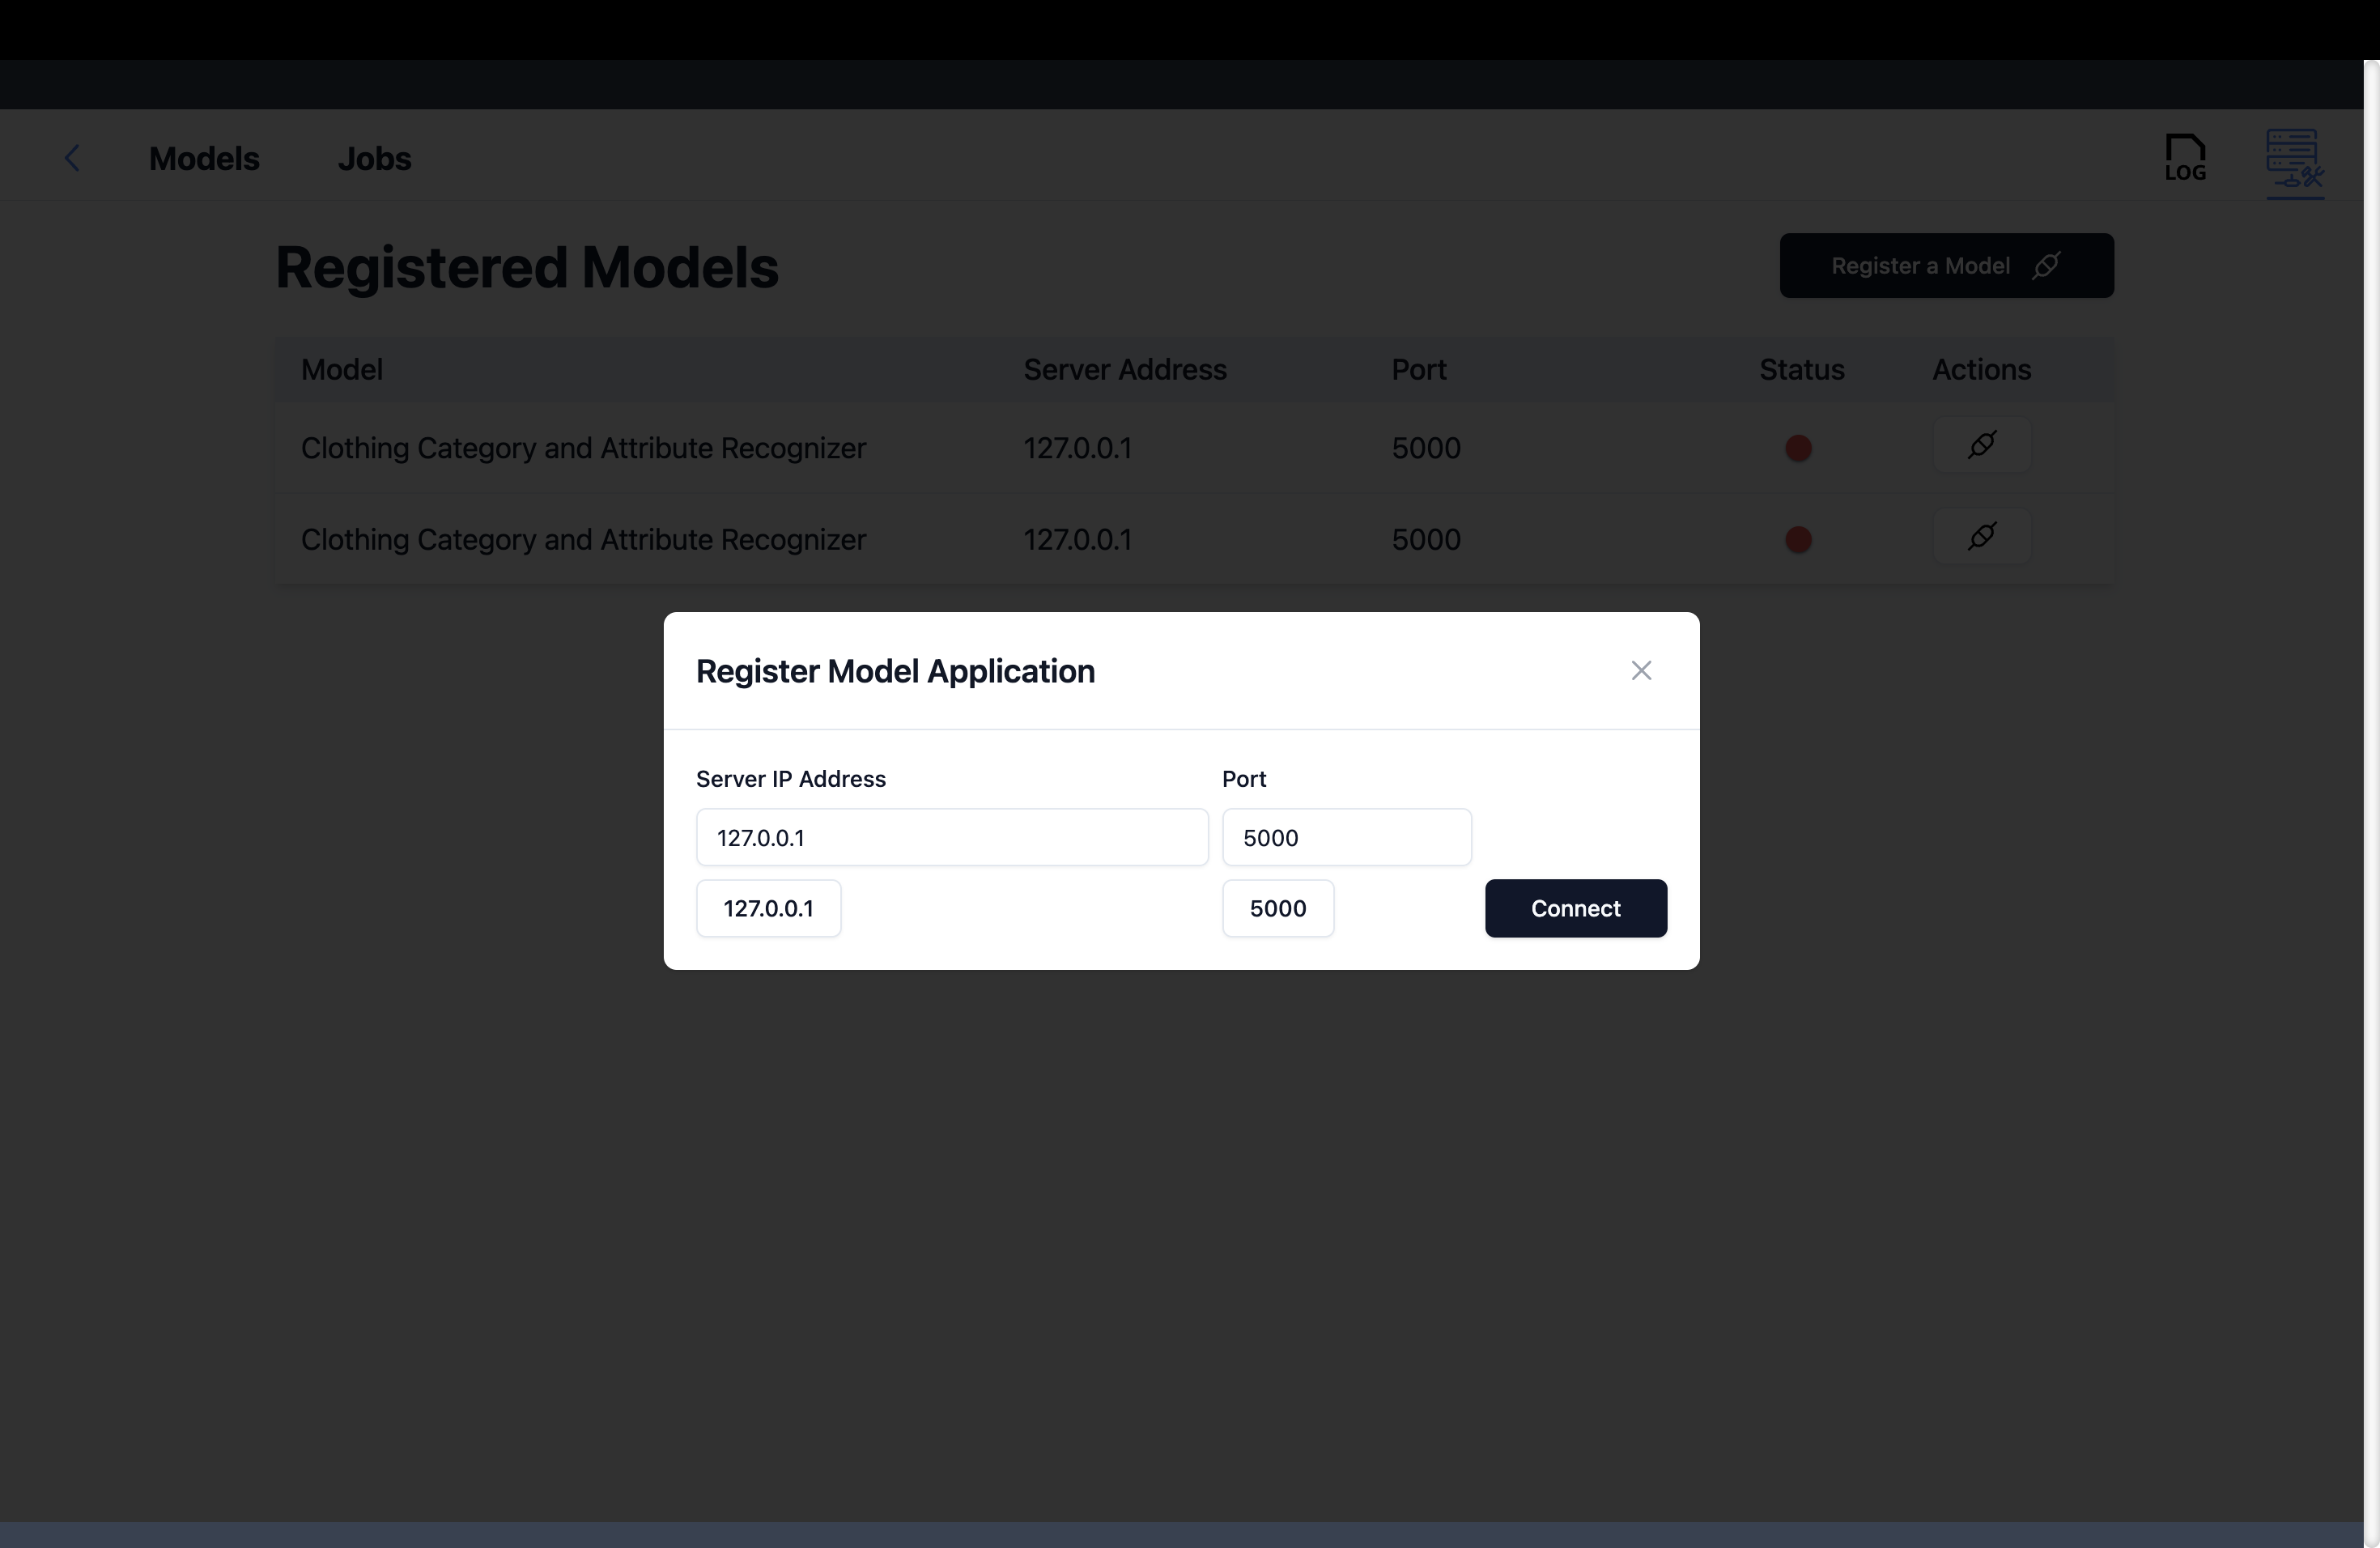 Models Jobs LOG
Registered Models Register a Model
Model Server Address Port Status Actions
Clothing Category and Attribute Recognizer 127.0.0.1 5000
Clothing Category and Attribute Recognizer 127.0.0.1 5000
Register Model Application
Server IP Address Port
127.0.0.1 5000
127.0.0.1 5000 Connect